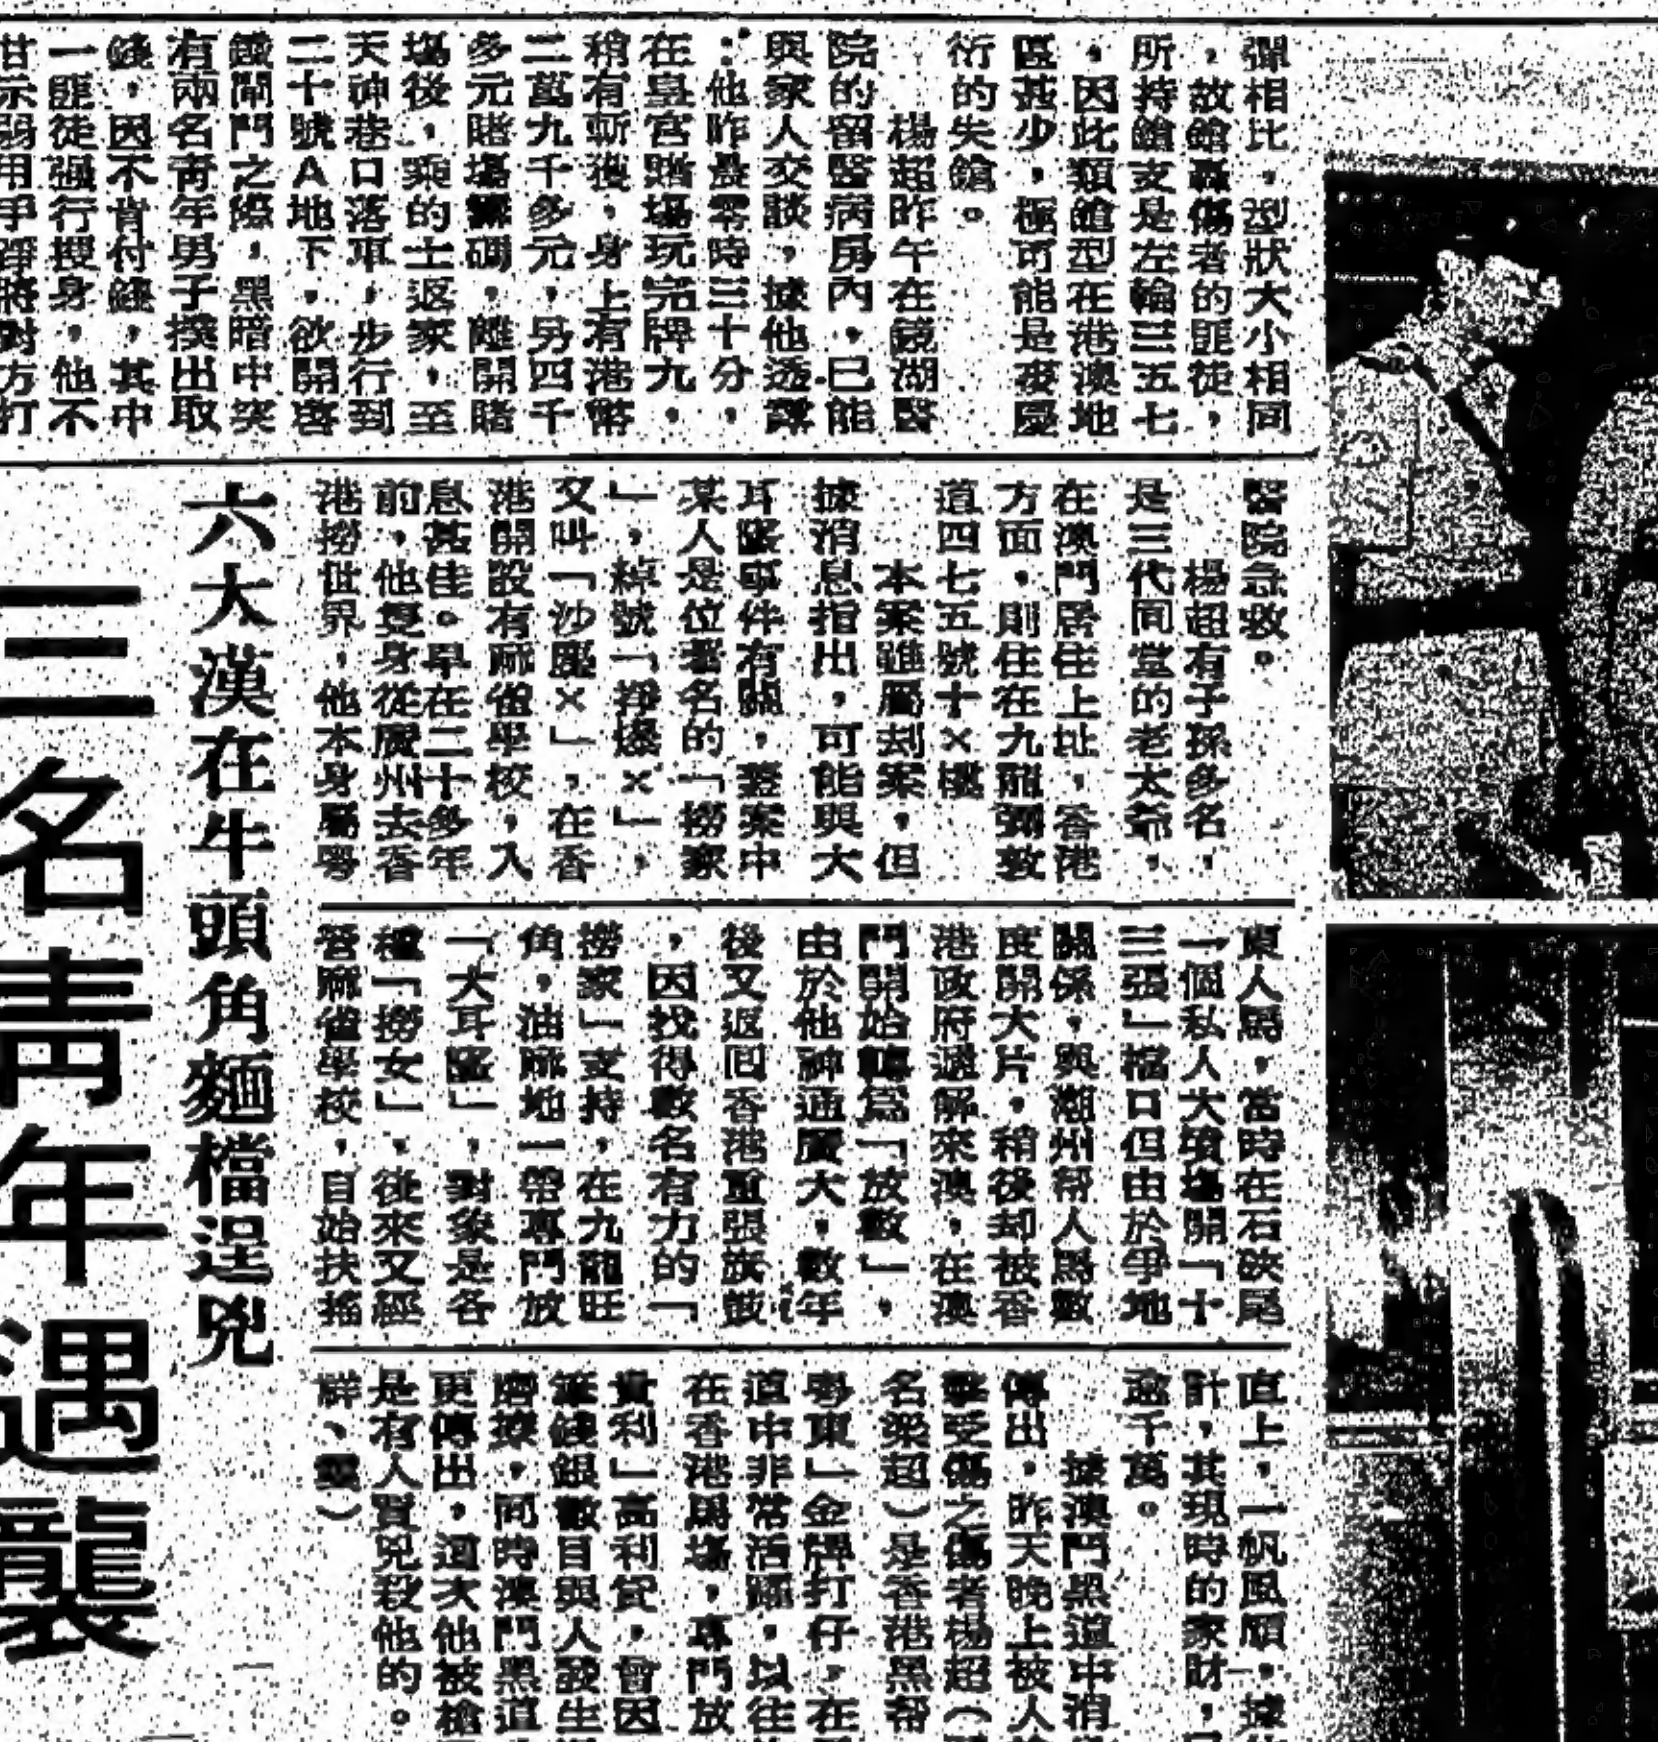 彈相比，型狀大小相同
，故鎗轟傷者的匪徒，
所持鎗支是左輪三五七
，因此類鎗型在港澳地
區甚少，極可能是麥慶
衍的失鎗。
楊超昨午在鏡湖醫
院的留醫病房內，已能
與家人交談，據他透露
：他昨晨零時三十分，
在皇宮賭場玩完牌九，
稍有斬獲，身上有港幣
二萬九千多元，另四千
多元賭場籌碼，離開賭
場後，乘的士返家，至
天神巷口落車，步行到
二十號A地下，欲開啓
鐵閘門之際，黑暗中突
有兩名青年男子撲出取
錢，因不肯付錢，其中
一匪徒強行搜身，他不
甘示弱用手將對方打
醫院急救。
楊超有子孫多名，
是三代同堂的老太爺，
在澳門居住上址，香港
方面，則住在九龍彌敦
道四七五號十×樓
本案雖屬刦案，但
據消息指出，可能與大
耳窿事件有關，蓋案中
某人是位著名的「撈家
」，綽號「爆×」，
又叫「沙塵×」，在香
港開設有麻雀學校，入
息甚佳。早在二十多年
前，他隻身從廣州去香
港撈世界，他本身屬粵
東人爲，當時在石硤尾
一個私人大墳場開「十
三張」檔口但由於爭地
關係，與潮州帮人馬數
度開大片，稍後却被香
港政府遞解來澳，在澳
門開始轉爲「放數」，
由於他神通廣大，數年
後又返回香港重張旗鼓
，因找得數名有力的「
撈家」支持，在九龍旺
角，油麻地一帶專門放
「大耳窿」，對象是各
種「撈女」，後來又經
營麻雀學校，自始扶搖
直上，一帆風順，據
計，其現時的家財，
逾千萬。
據澳門黑道中消
傳出，昨天晚上被人
擊受傷之傷者楊超（
名梁超）是香港黑帮
粵東」金牌打仔，在
道中非常活躍，以往
在香港馬塲，專門放
貴利」高利貸，曾因
筆錢銀數目與人發生
磨擦，同時澳門黑道
更傳出，這次他被槍
是有人買兇殺他的。
群、）
六大漢在牛頭角麵檔逞兇
三名青年遇襲